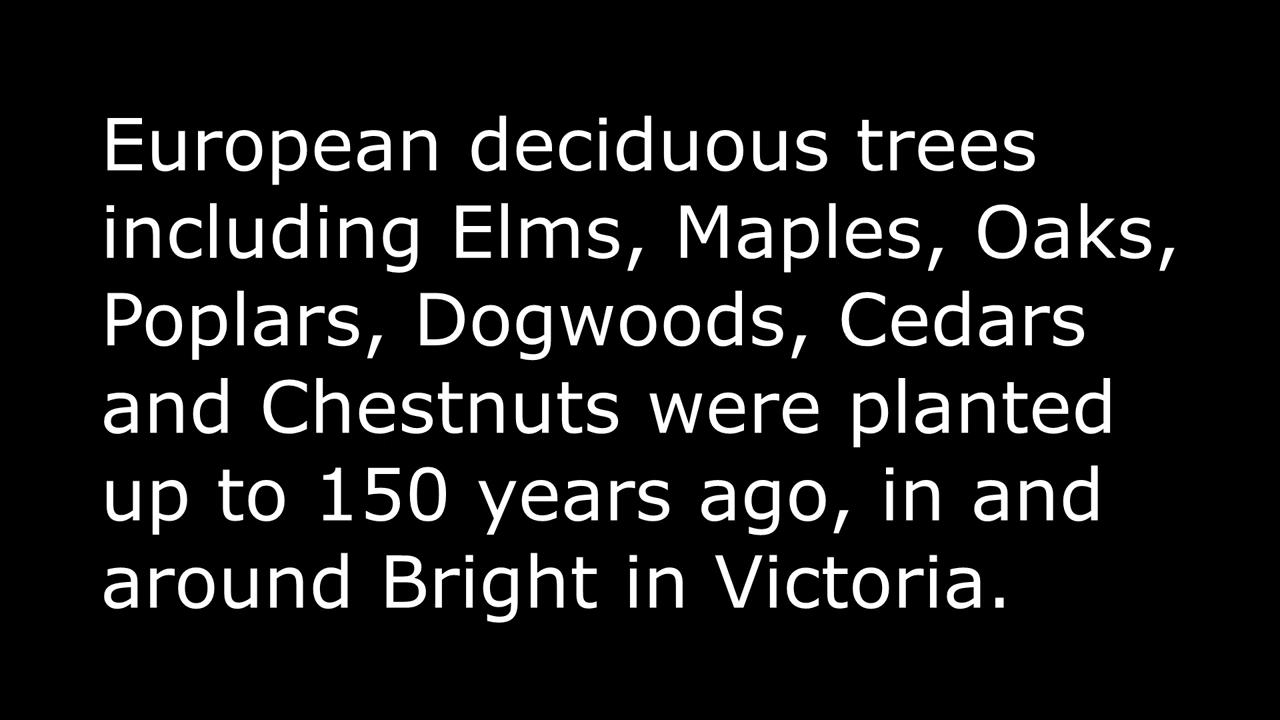 European deciduous trees
including Elms, Maples, Oaks,
Poplars, Dogwoods, Cedars
and Chestnuts were planted
up to 150 years ago, in and
around Bright in Victoria.